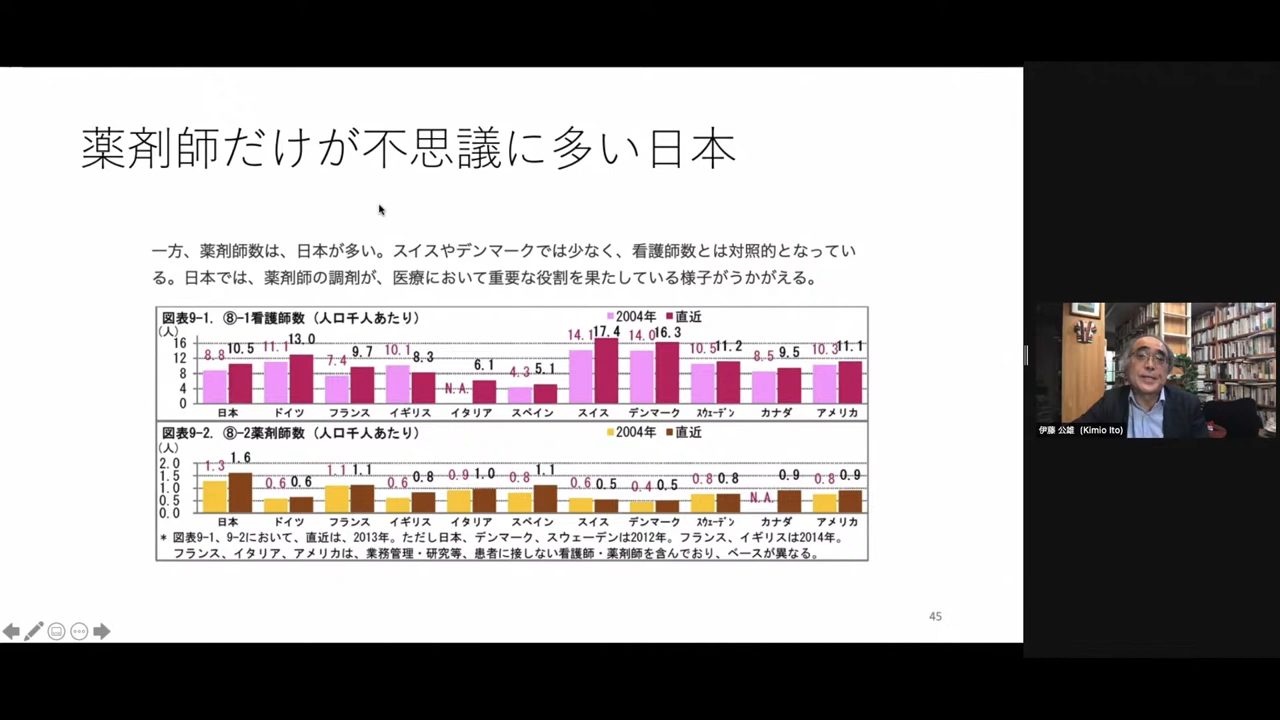 薬剤師だけが不思議に多い日本
一方、薬剤師数は、日本が多い。スイスやデンマークでは少なく、看護師数とは対照的となってい
る。日本では、薬剤師の調剤が、医療において重要な役割を果たしている様子がうかがえる。
図表9-1. ⑧-1看護師数（人口千人あたり）
2004年 直近
(人)
16
12
8
4
0
8.8 10.5 11.1 13.0 7.4 9.7 10.1 8.3 N.A. 6.1 4.3 5.1 14.1 17.4 14.0 16.3 10.5 11.2 8.5 9.5 10.3 11.1
日本 ドイツ フランス イギリス イタリア スペイン スイス デンマーク スウェーデン カナダ アメリカ
図表9-2. ⑧-2薬剤師数（人口千人あたり）
2004年 直近
(人)
2.0
1.5
1.0
0.5
0.0
1.3 1.6 0.6 0.6 1.1 1.1 0.6 0.8 0.9 1.0 0.8 1.1 0.6 0.5 0.4 0.5 0.8 0.8 N.A. 0.9 0.8 0.9
日本 ドイツ フランス イギリス イタリア スペイン スイス デンマーク スウェーデン カナダ アメリカ
* 図表9-1、9-2において、直近は、2013年。ただし日本、デンマーク、スウェーデンは2012年。フランス、イギリスは2014年。
フランス、イタリア、アメリカは、業務管理・研究等、患者に接しない看護師・薬剤師を含んでおり、ベースが異なる。
45
伊藤 公雄 (Kimio Ito)